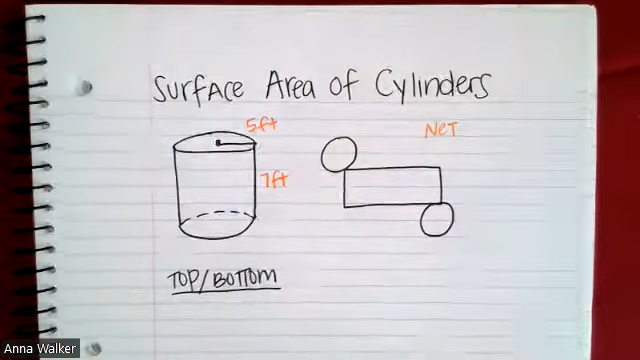 Surface Area of Cylinders
5ft
NET
7ft
TOP/BOTTOM
Anna Walker